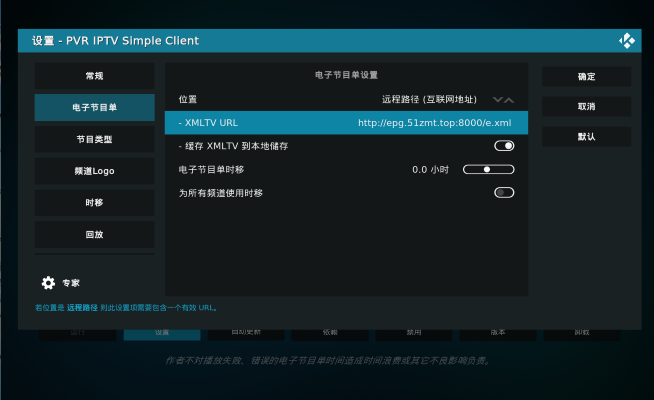 设置 - PVR IPTV Simple Client
常规
电子节目单
节目类型
频道Logo
时移
回放
专家
电子节目单设置
位置 远程路径 (互联网地址)
- XMLTV URL http://epg.51zmt.top:8000/e.xml
- 缓存 XMLTV 到本地储存
电子节目单时移 0.0 小时
为所有频道使用时移
确定
取消
默认
若位置是 远程路径 则此设置项需要包含一个有效 URL。
运行 设置 自动更新 依赖 禁用 版本 卸载
作者不对播放失败、错误的电子节目单时间造成时间浪费或其它不良影响负责。